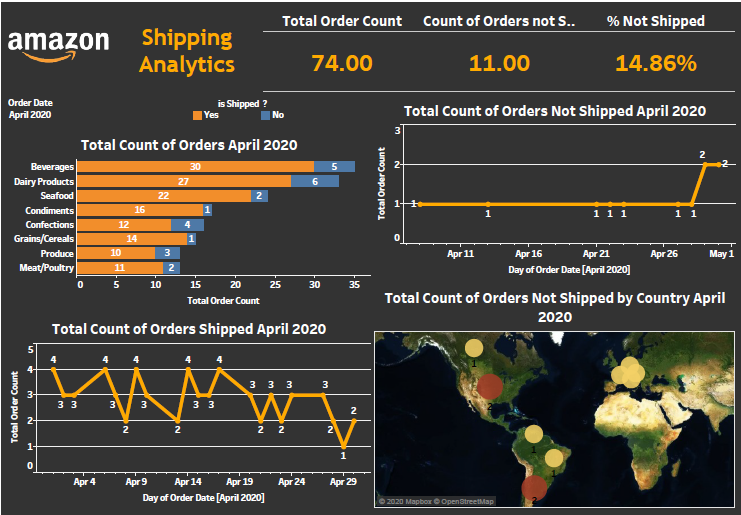 amazon
Shipping
Analytics
Total Order Count
74.00
Count of Orders not S..
11.00
% Not Shipped
14.86%
Order Date
April 2020
is Shipped ?
Yes
No
Total Count of Orders April 2020
Beverages 30 5
Dairy Products 27 6
Seafood 22 2
Condiments 16 1
Confections 12 4
Grains/Cereals 14 1
Produce 10 3
Meat/Poultry 11 2
0 5 10 15 20 25 30 35
Total Order Count
Total Count of Orders Not Shipped April 2020
Total Order Count
3
2
1
0
1 1 1 1 1 1 1 2 2
Apr 11 Apr 16 Apr 21 Apr 26 May 1
Day of Order Date [April 2020]
Total Count of Orders Shipped April 2020
Total Order Count
5
4
3
2
1
0
4 3 3 4 3 2 4 3 2 4 3 3 4 3 2 3 2 3 3 2 1 2
Apr 4 Apr 9 Apr 14 Apr 19 Apr 24 Apr 29
Day of Order Date [April 2020]
Total Count of Orders Not Shipped by Country April
2020
1
2
1
1
2
© 2020 Mapbox © OpenStreetMap